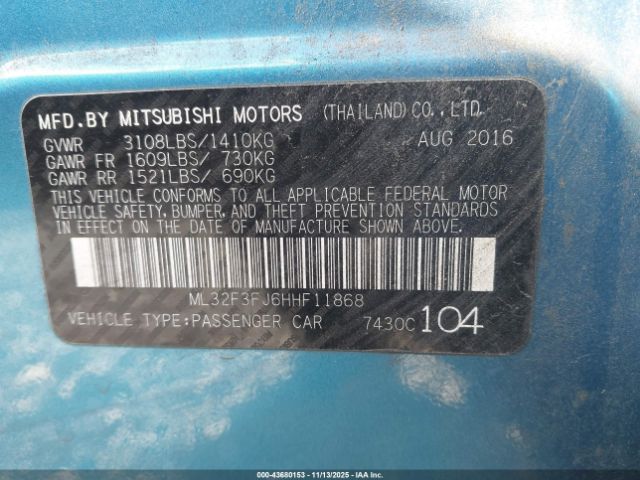 MFD.BY MITSUBISHI MOTORS (THAILAND)CO.,LTD.
GVWR 3108LBS/1410KG AUG 2016
GAWR FR 1609LBS/ 730KG
GAWR RR 1521LBS/ 690KG
THIS VEHICLE CONFORMS TO ALL APPLICABLE FEDERAL MOTOR
VEHICLE SAFETY, BUMPER, AND THEFT PREVENTION STANDARDS
IN EFFECT ON THE DATE OF MANUFACTURE SHOWN ABOVE.
ML32F3FJ6HHF11868
VEHICLE TYPE:PASSENGER CAR 7430C 104
000-43680153 - 11/13/2025 - © IAA Holdings, LLC